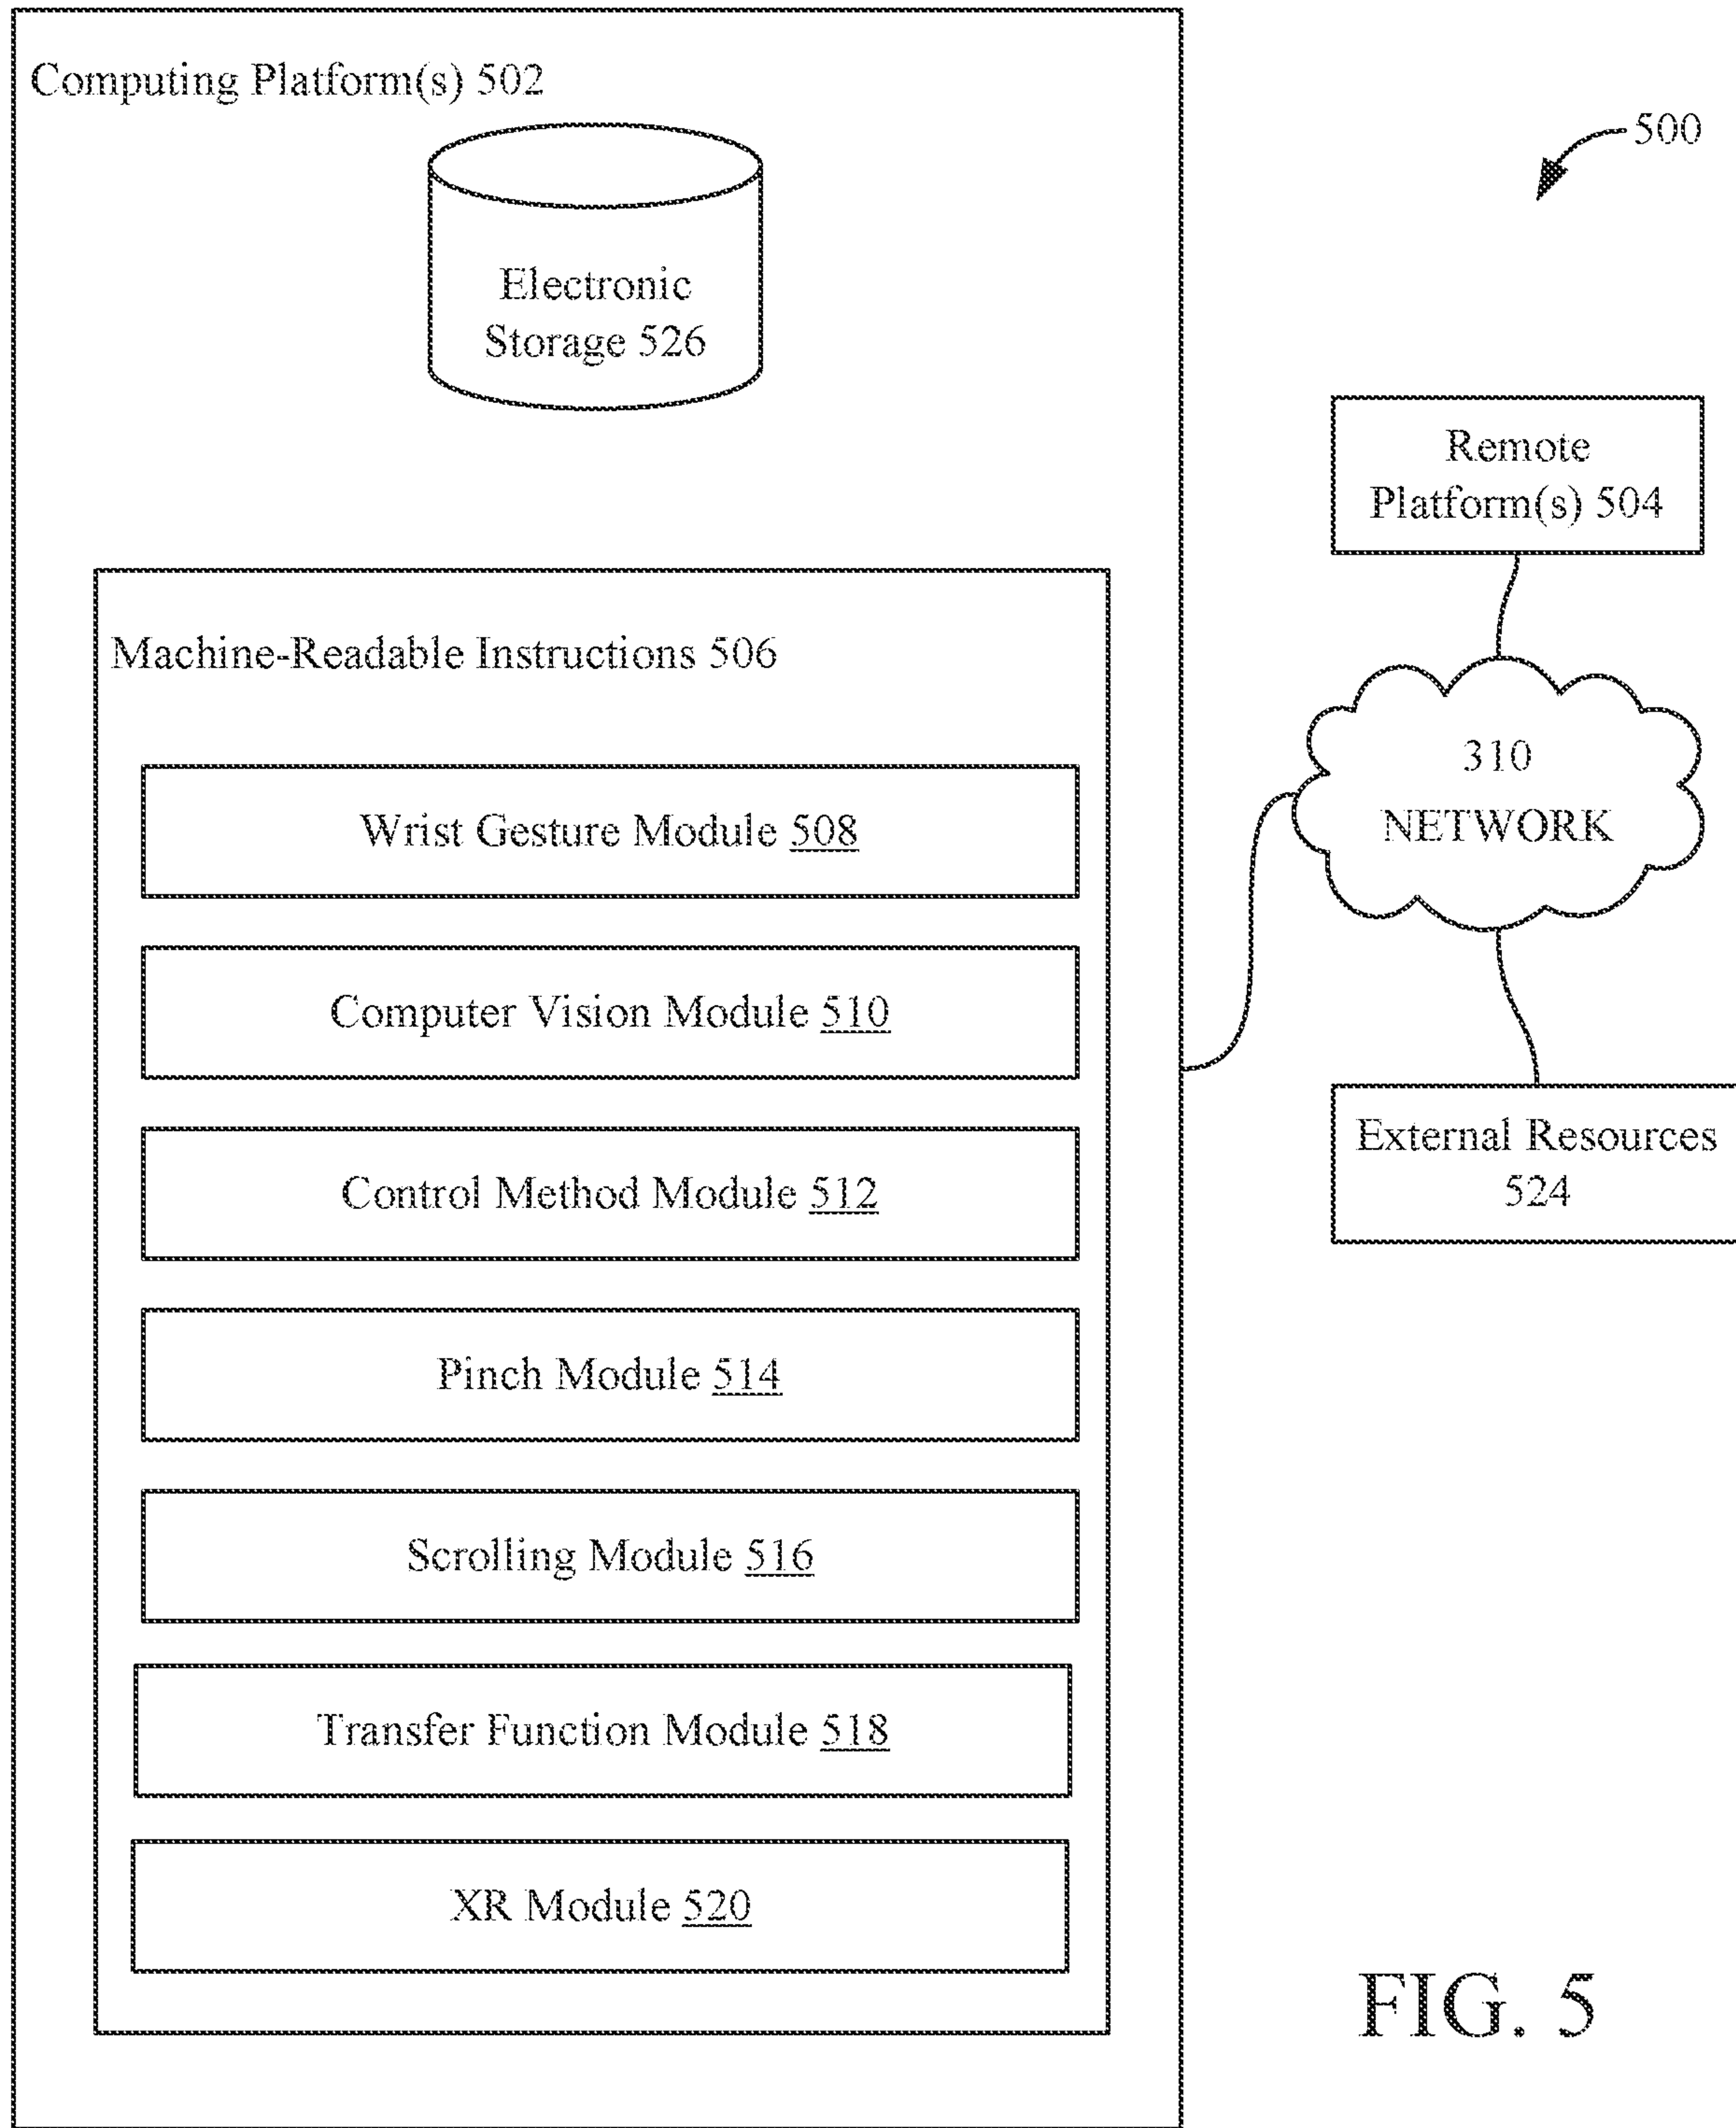 Computing Platform(s) 502
Electronic
Storage 526
Machine-Readable Instructions 506
Wrist Gesture Module 508
Computer Vision Module 510
Control Method Module 512
Pinch Module 514
Scrolling Module 516
Transfer Function Module 518
XR Module 520
500
Remote
Platform(s) 504
310
NETWORK
External Resources
524
FIG. 5